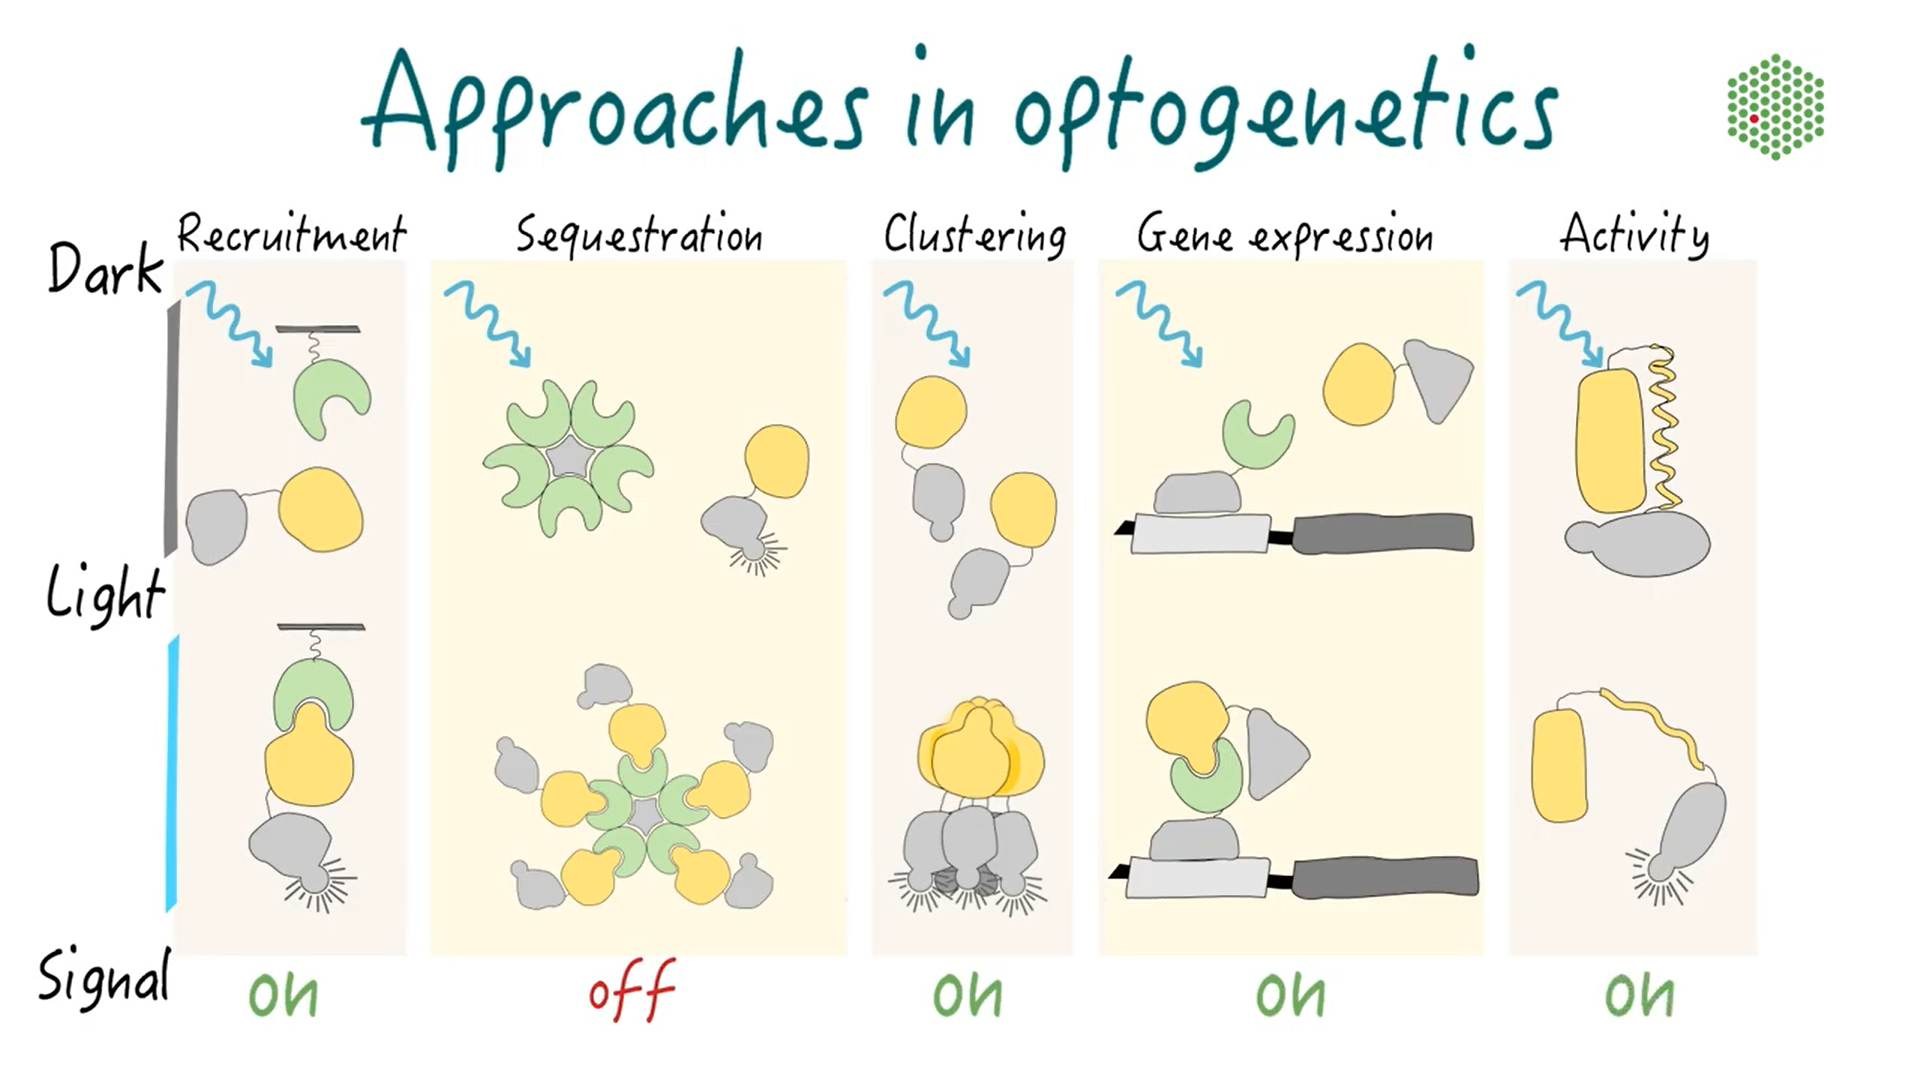 Approaches in optogenetics
Recruitment
Sequestration
Clustering
Gene expression
Activity
Dark
Light
Signal
on
off
on
on
on